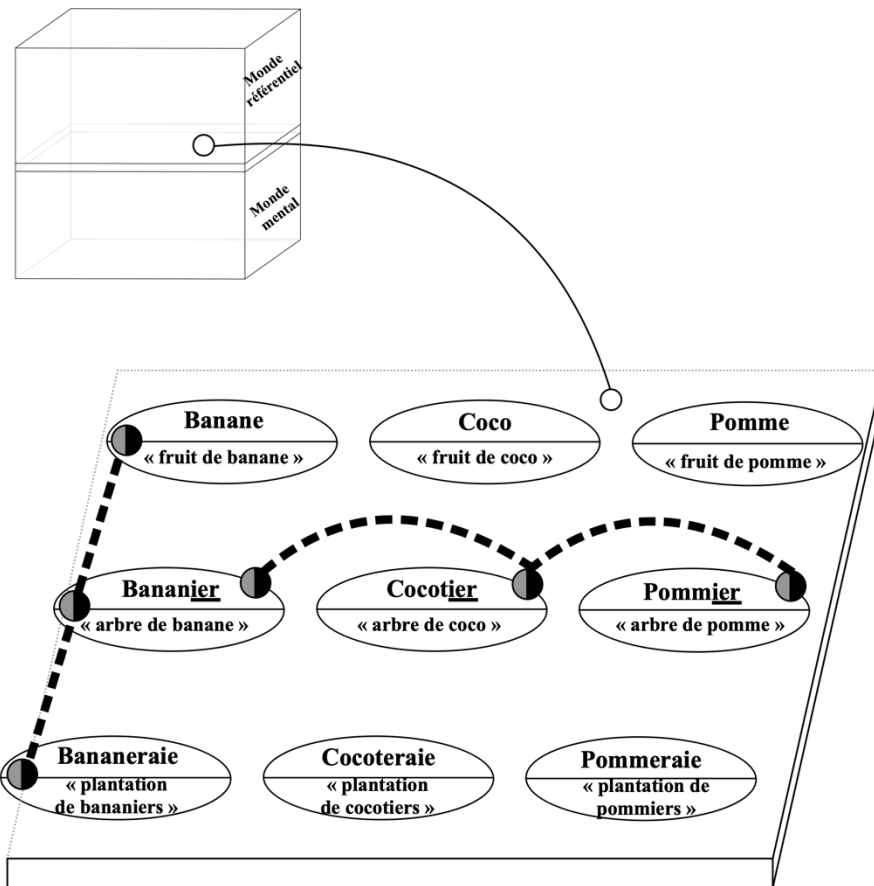 Monde
référentiel
Monde
mental
Banane
« fruit de banane »
Coco
« fruit de coco »
Pomme
« fruit de pomme »
Bananier
« arbre de banane »
Cocotier
« arbre de coco »
Pommier
« arbre de pomme »
Bananeraie
« plantation
de bananiers »
Cocoteraie
« plantation
de cocotiers »
Pommeraie
« plantation de
pommiers »